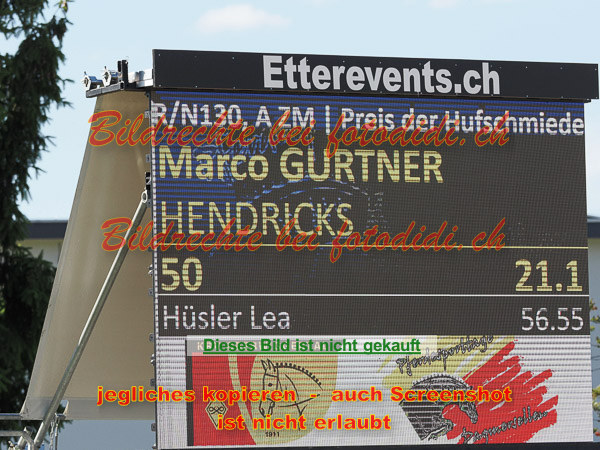 Etterevents.ch
R/N130 A ZM | Preis der Hufschmiede
Bildrechte bei fotodidi.ch
Marco GURTNER
HENDRICKS
Bildrechte bei fotodidi.ch
50 21.1
Hüsler Lea 56.55
Dieses Bild ist nicht gekauft
jegliches kopieren - auch Screenshot
ist nicht erlaubt
1911